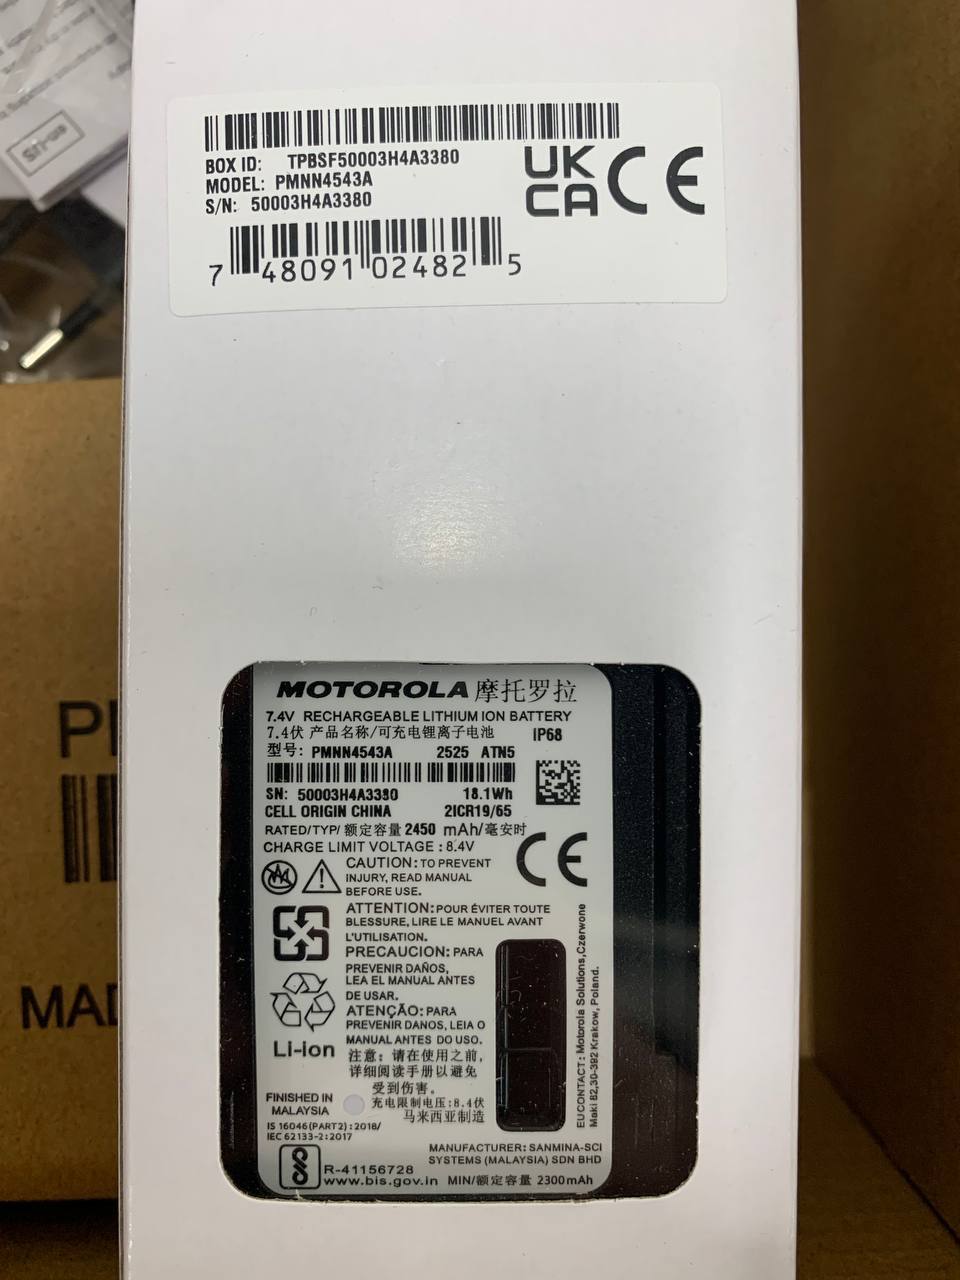 BOX ID: TPBSF50003H4A3380
MODEL: PMNN4543A
S/N: 50003H4A3380
UK
CA CE
7 48091 02482 5
MOTOROLA 摩托罗拉
7.4V RECHARGEABLE LITHIUM ION BATTERY
7.4伏 产品名称/可充电锂离子电池 IP68
型号: PMNN4543A 2525 ATN5
SN: 50003H4A3380 18.1Wh
CELL ORIGIN CHINA 2ICR19/65
RATED/TYP/ 额定容量 2450 mAh/毫安时
CHARGE LIMIT VOLTAGE : 8.4V
CE
CAUTION: TO PREVENT
INJURY, READ MANUAL
BEFORE USE.
ATTENTION: POUR ÉVITER TOUTE
BLESSURE, LIRE LE MANUEL AVANT
L'UTILISATION.
PRECAUCION: PARA
PREVENIR DAÑOS,
LEA EL MANUAL ANTES
DE USAR.
ATENÇÃO: PARA
PREVENIR DANOS, LEIA O
MANUAL ANTES DO USO.
Li-ion
注意: 请在使用之前,
详细阅读手册以避免
受到伤害。
充电限制电压:8.4伏
马来西亚制造
FINISHED IN
MALAYSIA
IS 16046(PART2):2018/
IEC 62133-2:2017
R-41156728
www.bis.gov.in
MANUFACTURER: SANMINA-SCI
SYSTEMS (MALAYSIA) SDN BHD
MIN/额定容量 2300mAh
EU CONTACT: Motorola Solutions,Czerwone
Maki 82,30-392 Krakow, Poland.
MAD